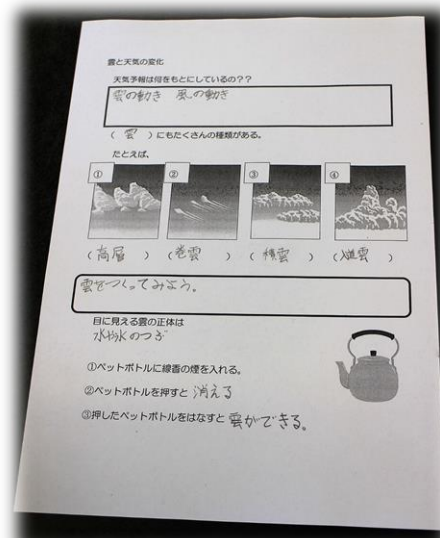 雲と天気の変化
天気予報は何をもとにしているの??
雲の動き 風の動き
( 雲 )にもたくさんの種類がある。
たとえば、
① ② ③ ④
(高層 ) (巻雲 ) (積雲 ) ( )
雲をつくってみよう。
目に見える雲の正体は
水や氷のつぶ
①ペットボトルに線香の煙を入れる。
②ペットボトルを押すと 消える
③押したペットボトルをはなすと 雲ができる。